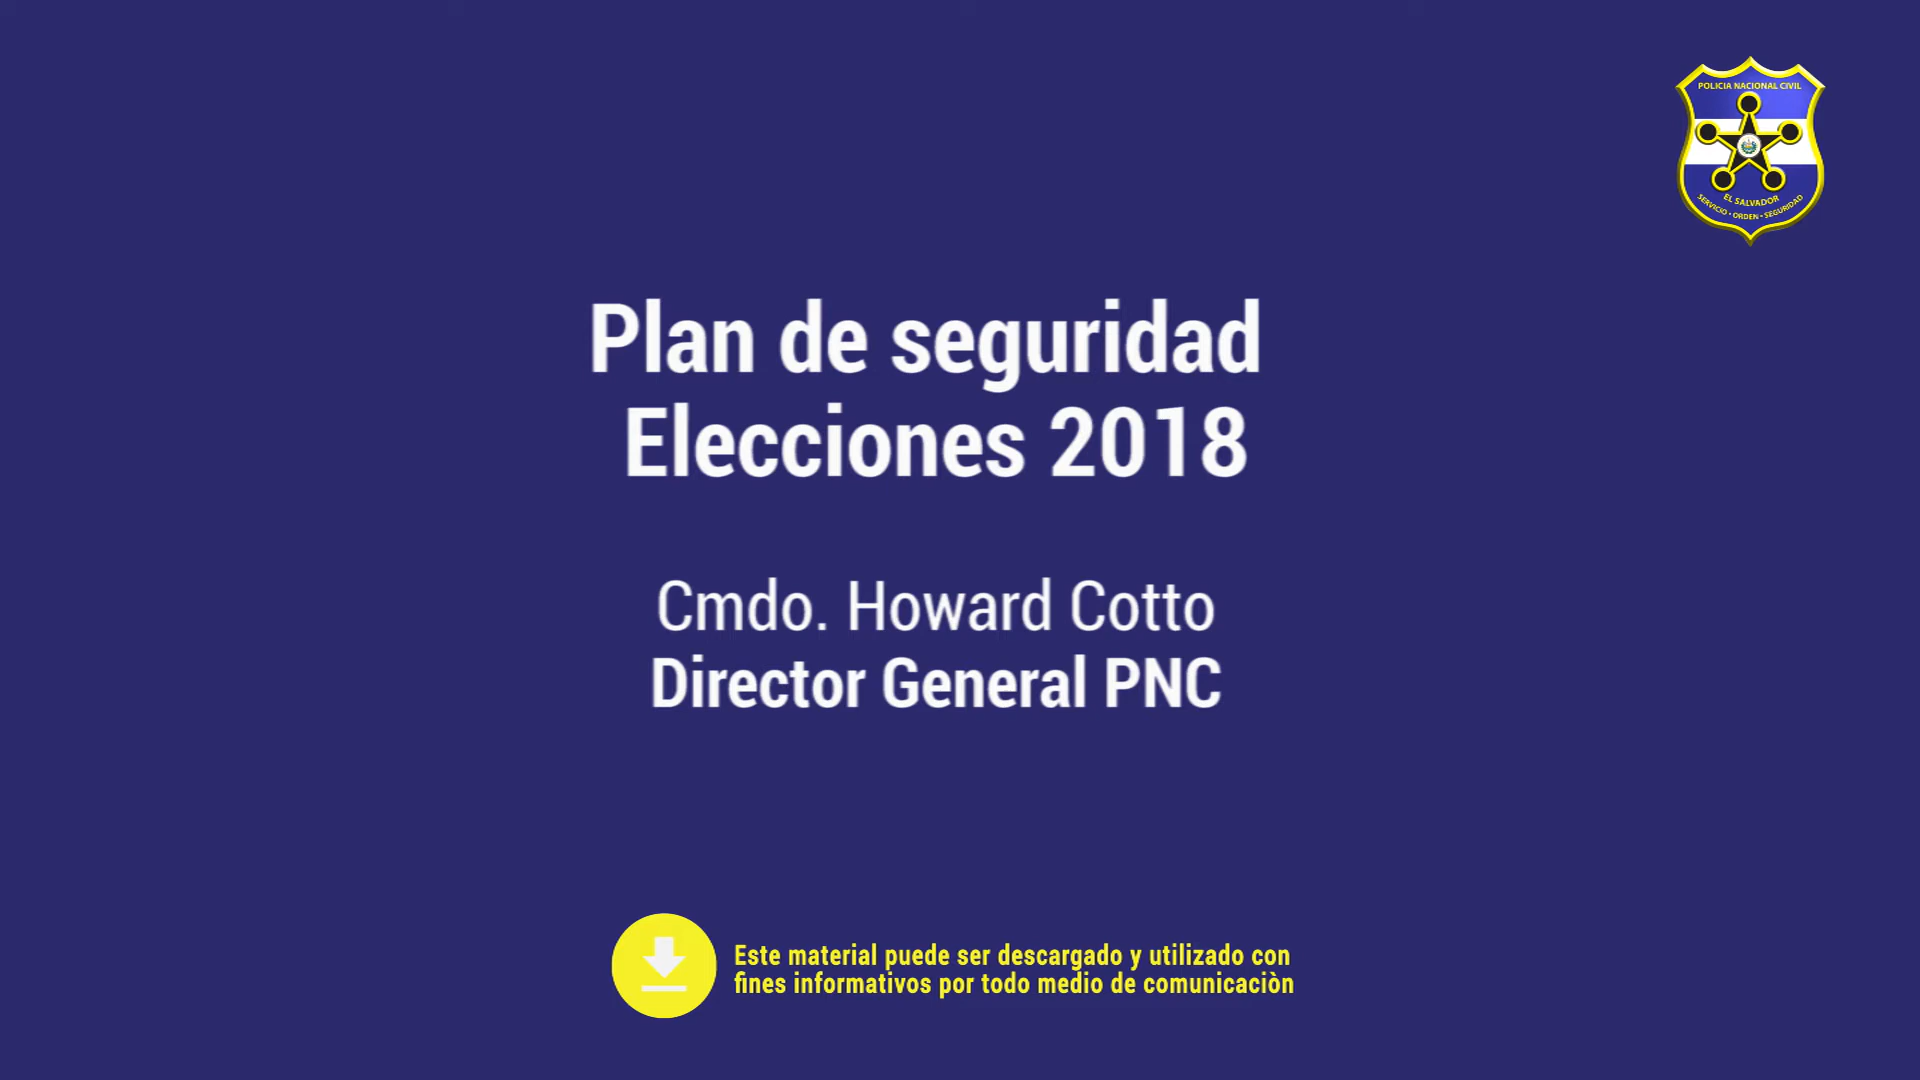 POLICIA NACIONAL CIVIL
EL SALVADOR
SERVICIO • ORDEN • SEGURIDAD
Plan de seguridad
Elecciones 2018
Cmdo. Howard Cotto
Director General PNC
Este material puede ser descargado y utilizado con
fines informativos por todo medio de comunicaciòn